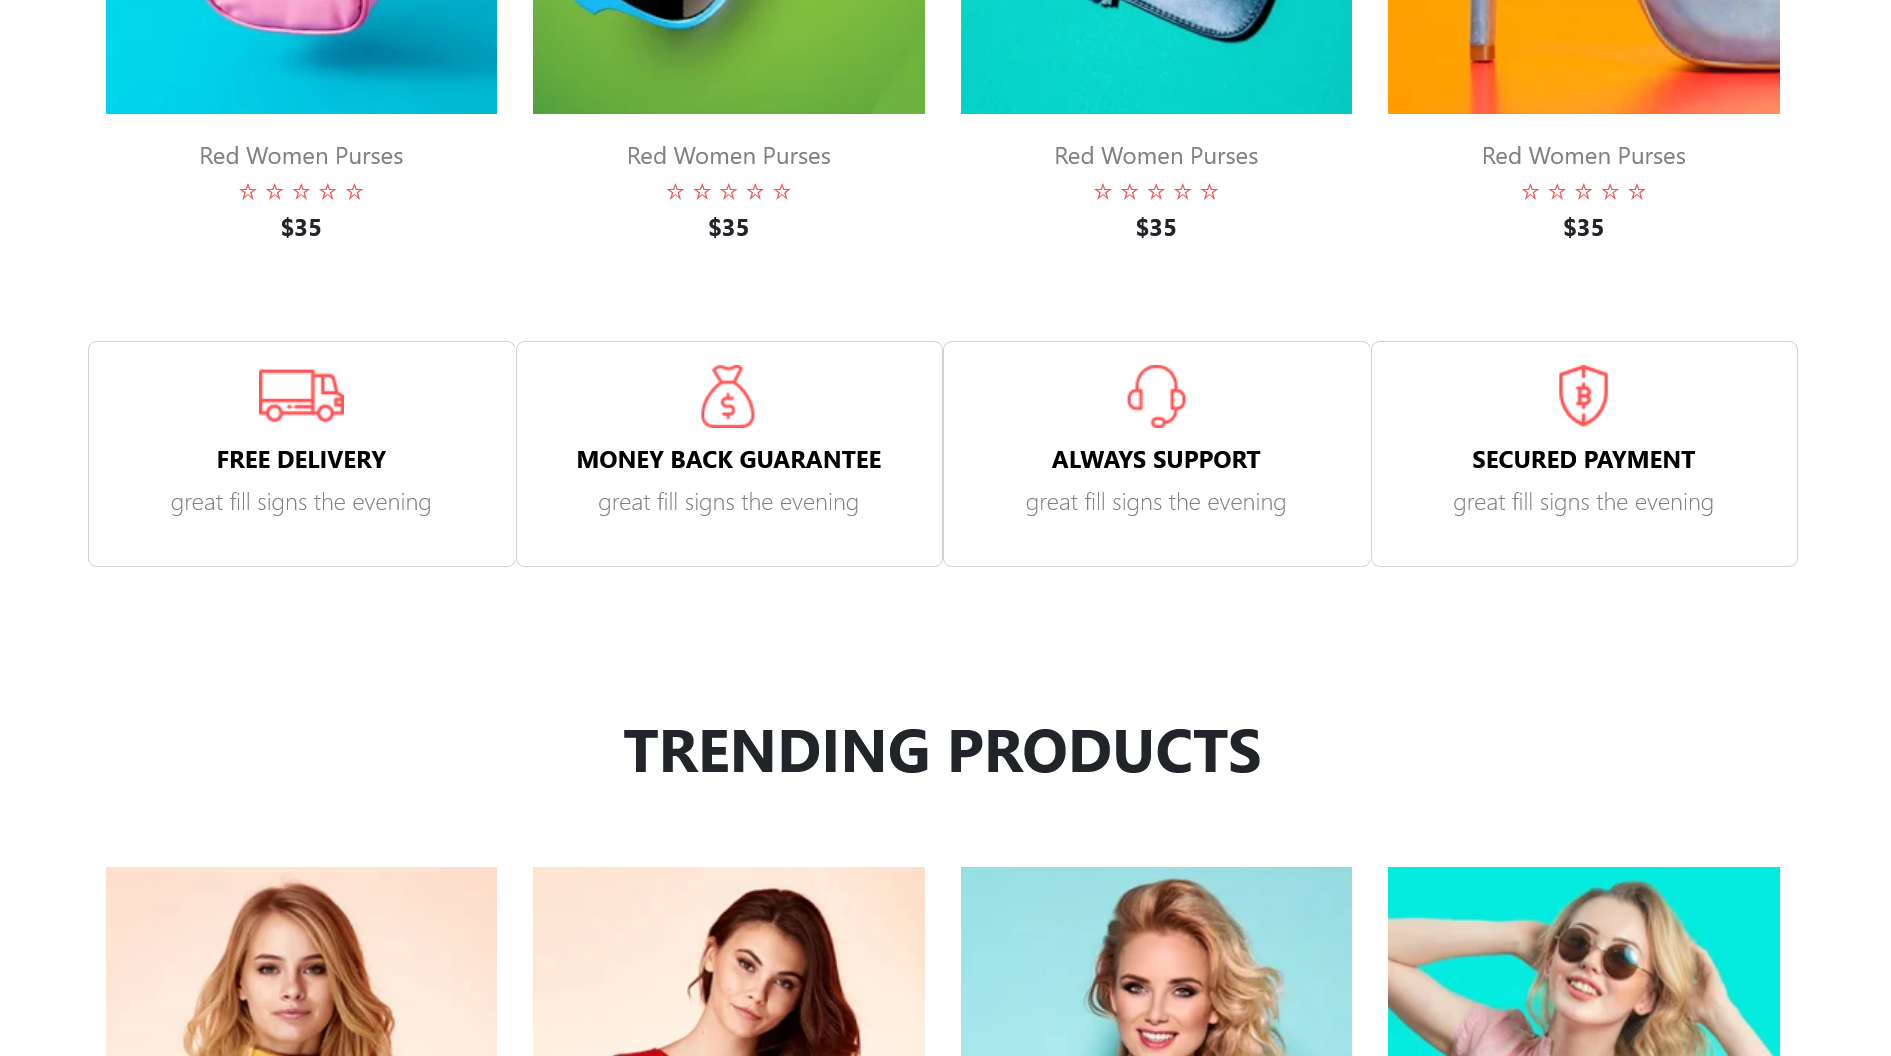 Red Women Purses
☆ ☆ ☆ ☆ ☆
$35
Red Women Purses
☆ ☆ ☆ ☆ ☆
$35
Red Women Purses
☆ ☆ ☆ ☆ ☆
$35
Red Women Purses
☆ ☆ ☆ ☆ ☆
$35
FREE DELIVERY
great fill signs the evening
MONEY BACK GUARANTEE
great fill signs the evening
ALWAYS SUPPORT
great fill signs the evening
SECURED PAYMENT
great fill signs the evening
TRENDING PRODUCTS